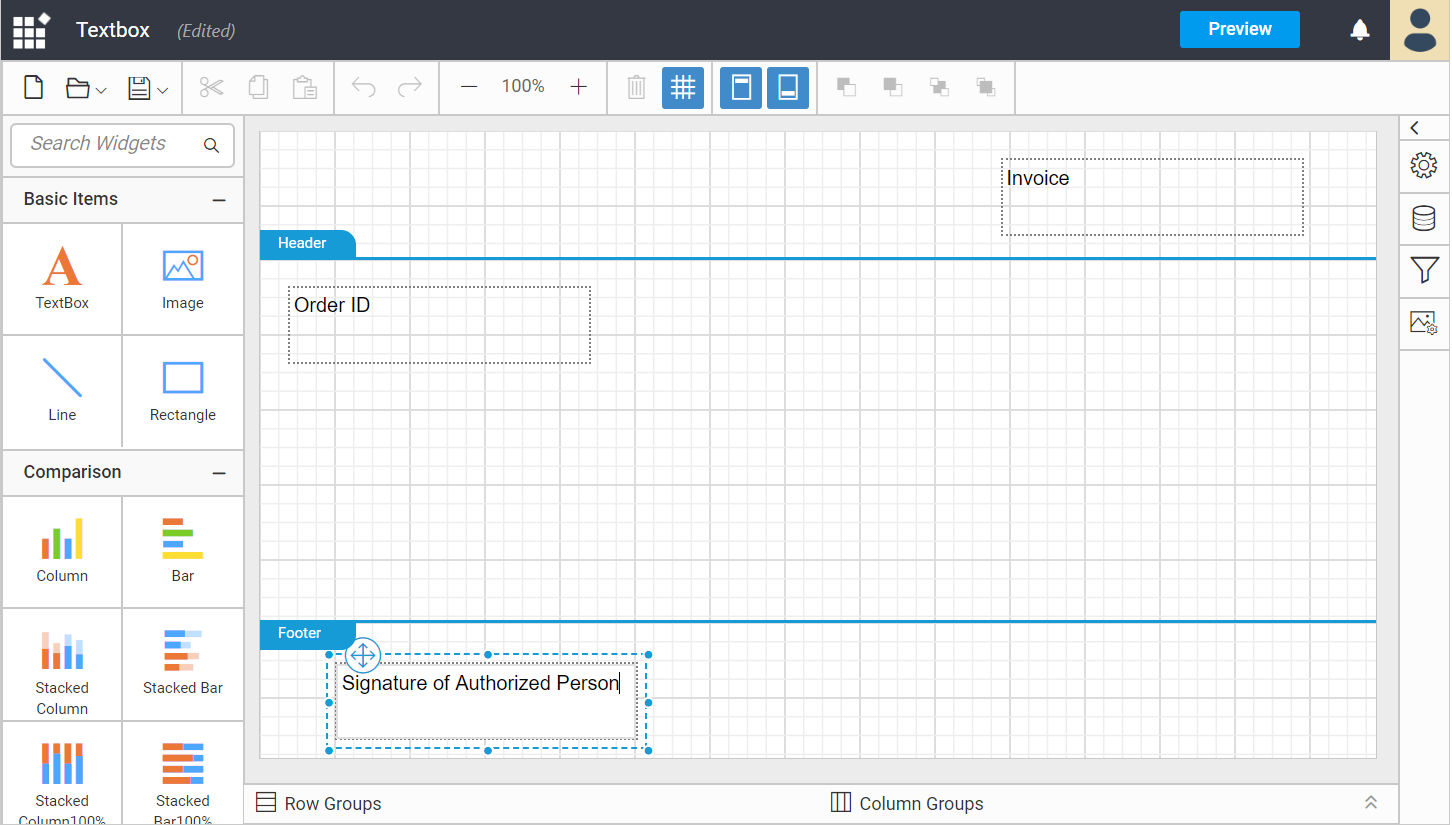 Textbox (Edited) Preview
100%
Search Widgets
Basic Items
TextBox Image
Line Rectangle
Comparison
Column Bar
Stacked Column Stacked Bar
Stacked Column100% Stacked Bar100%
Invoice
Header
Order ID
Footer
Signature of Authorized Person
Row Groups Column Groups